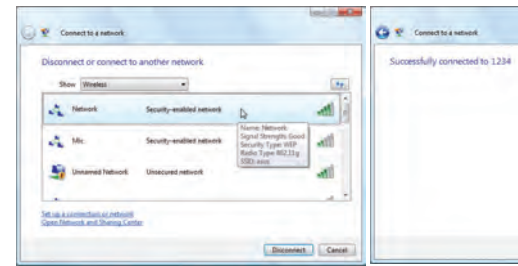 Connect to a network
Disconnect or connect to another network
Show Wireless
Network Security-enabled network
Name: Network
Signal Strength: Good
Security Type: WEP
Radio Type: 802.11g
SSID:
Mic Security-enabled network
Unnamed Network Unsecured network
Set up a connection or network
Open Network and Sharing Center
Disconnect Cancel
Connect to a network
Successfully connected to 1234